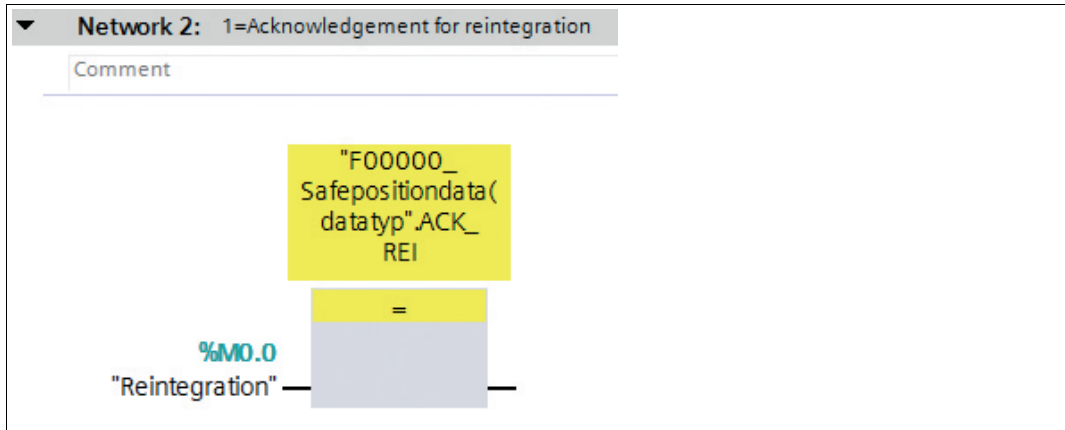 Network 2: 1=Acknowledgement for reintegration
Comment
"F00000_
Safepositiondata(
datatyp".ACK_
REI
=
%M0.0
"Reintegration"